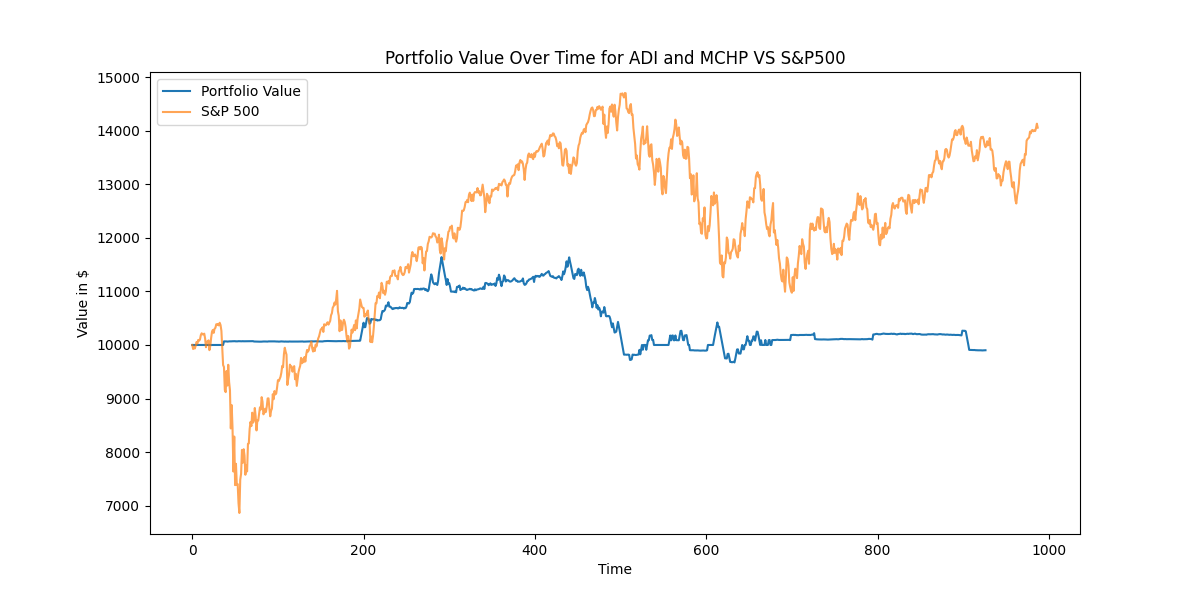 Portfolio Value Over Time for ADI and MCHP VS S&P500
Portfolio Value
S&P 500
Value in $
15000
14000
13000
12000
11000
10000
9000
8000
7000
0 200 400 600 800 1000
Time